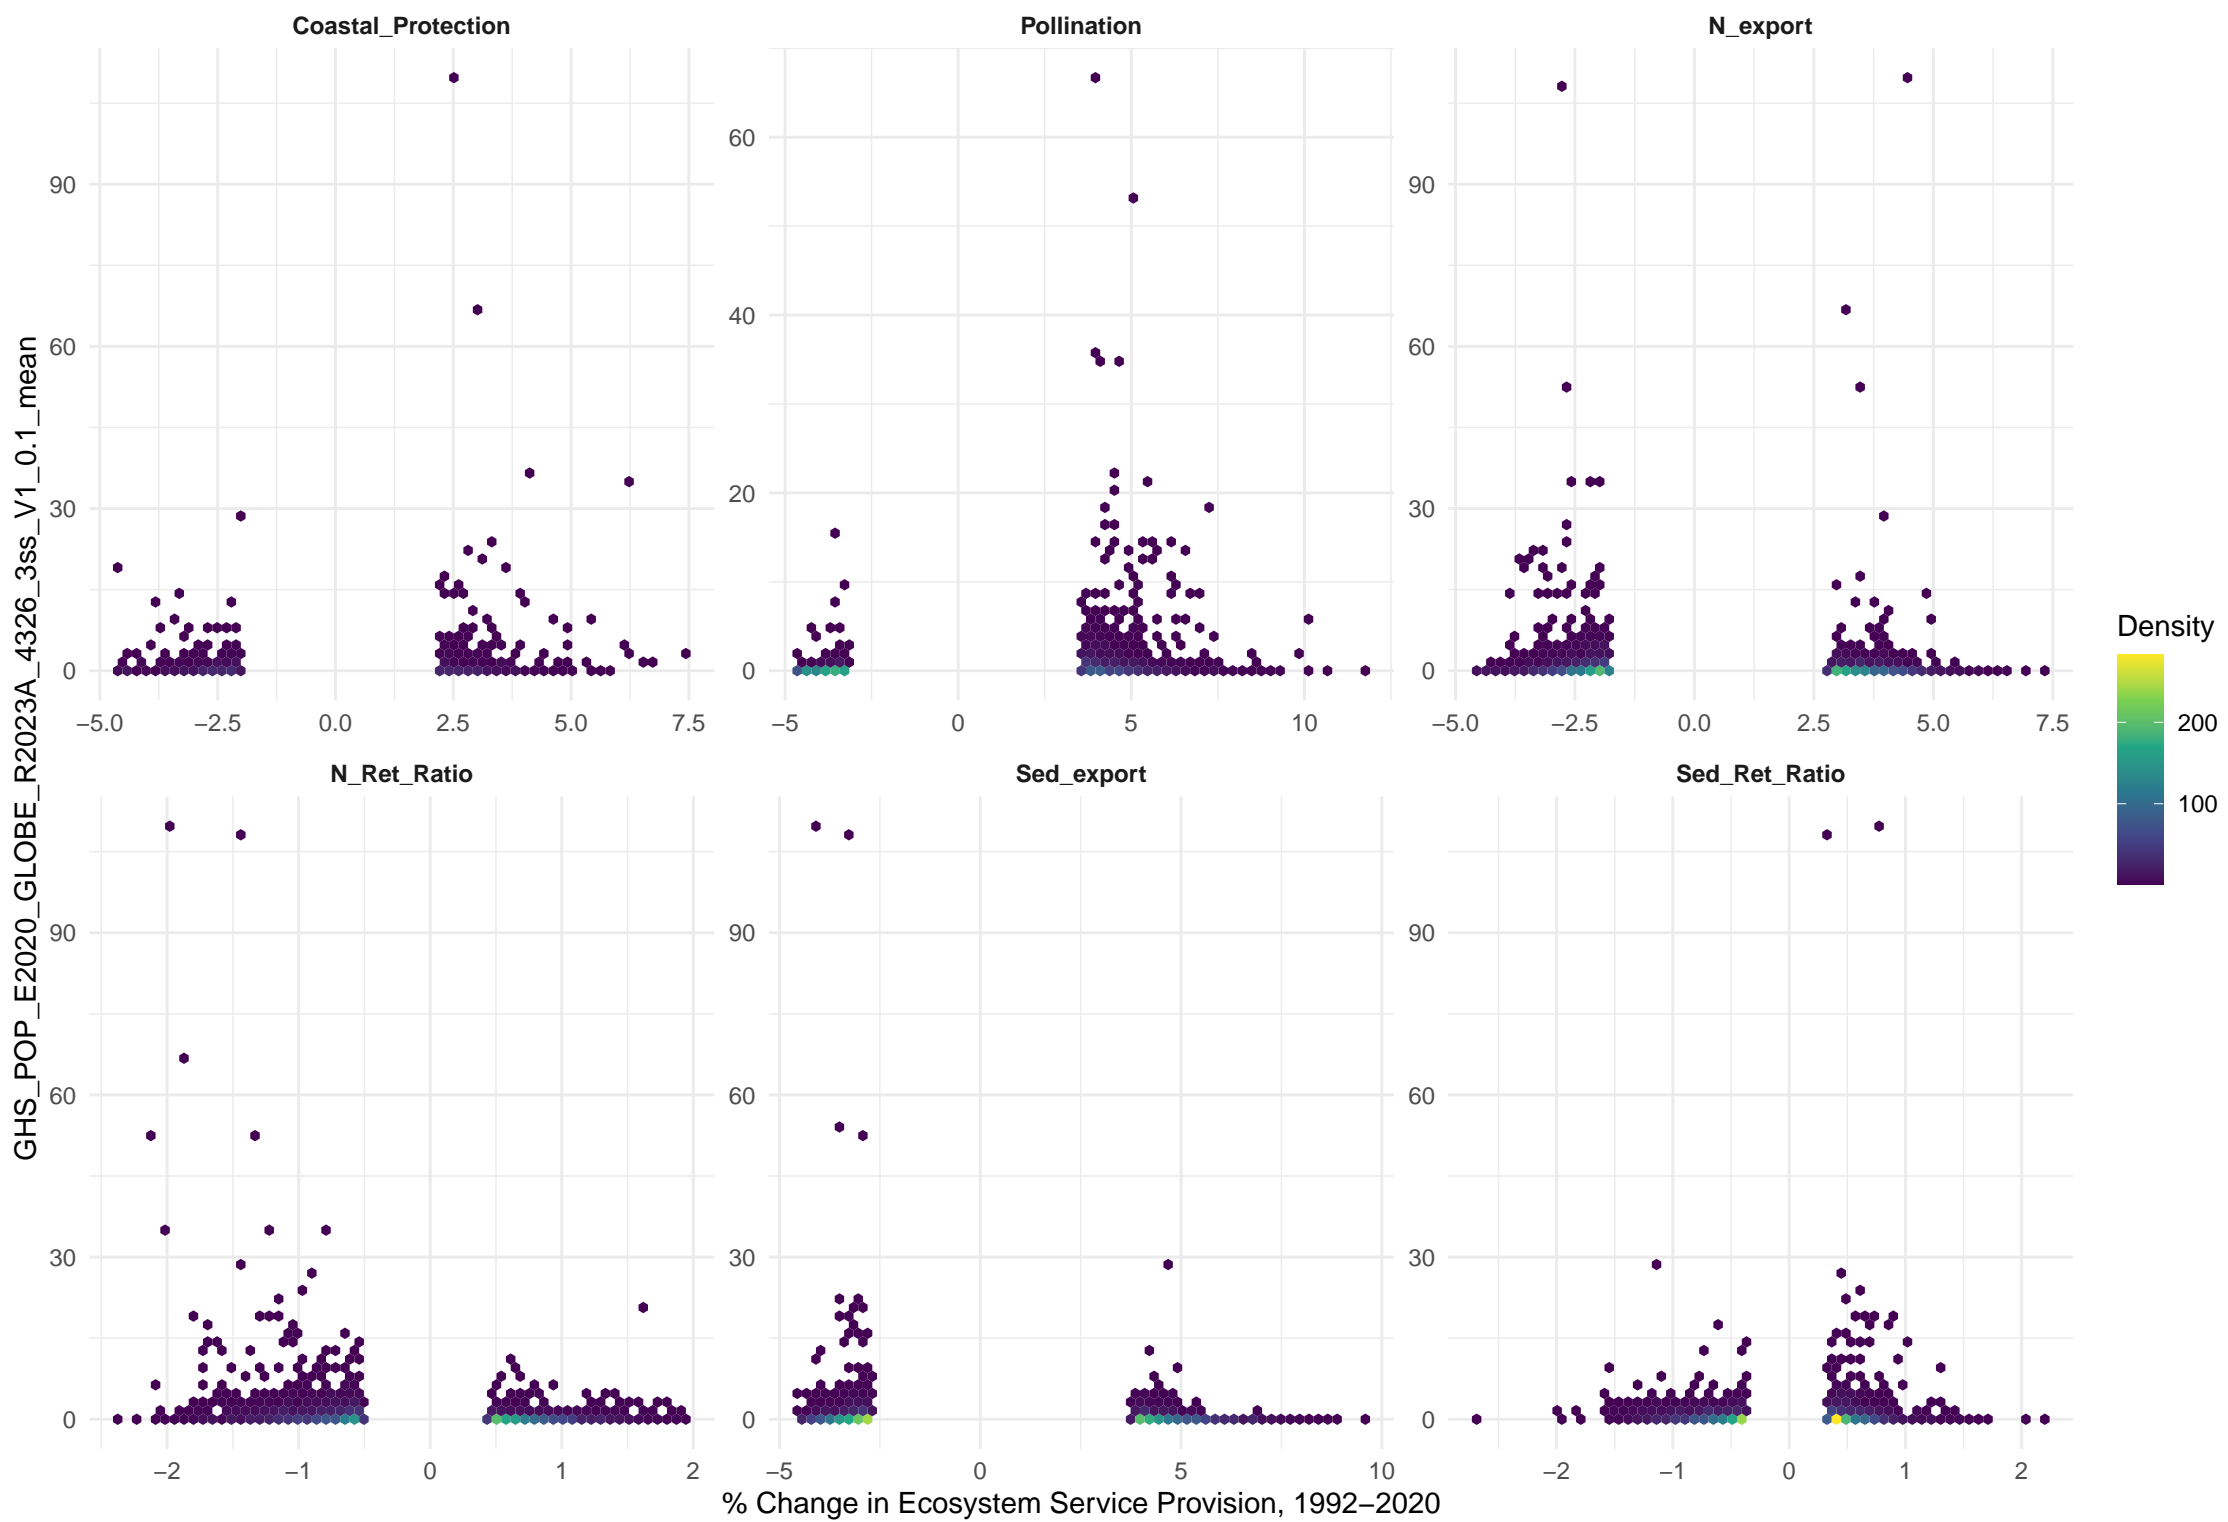 Coastal_Protection
Pollination
N_export
90
60
30
0
−5.0 −2.5 0.0 2.5 5.0 7.5
60
40
20
0
−5 0 5 10
90
60
30
0
−5.0 −2.5 0.0 2.5 5.0 7.5
N_Ret_Ratio
Sed_export
Sed_Ret_Ratio
90
60
30
0
−2 −1 0 1 2
90
60
30
0
−5 0 5 10
90
60
30
0
−2 −1 0 1 2
% Change in Ecosystem Service Provision, 1992−2020
GHS_POP_E2020_GLOBE_R2023A_4326_3ss_V1_0.1_mean
Density
200
100